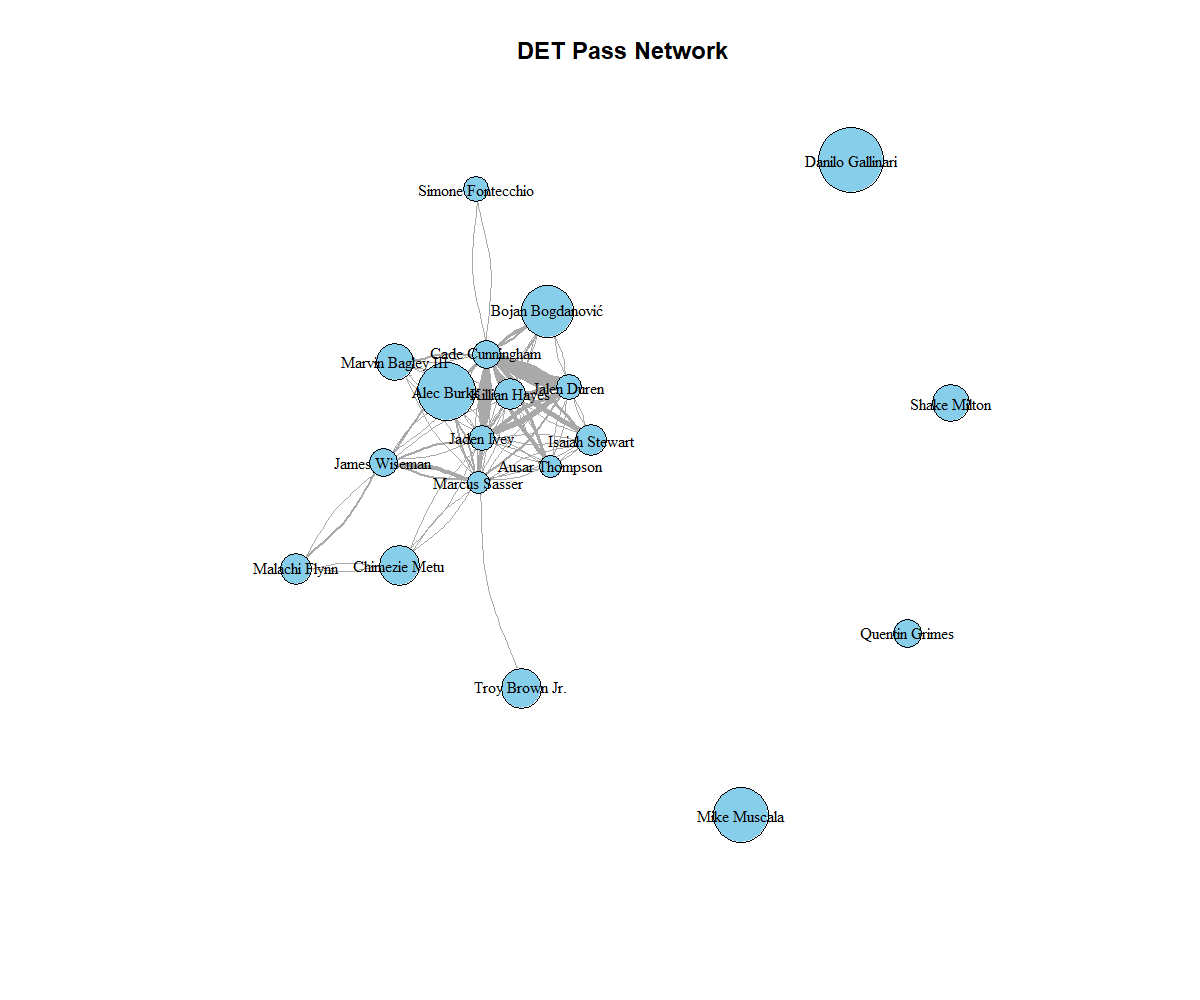 DET Pass Network
Danilo Gallinari
Simone Fontecchio
Bojan Bogdanović
Cade Cunningham
Marvin Bagley III
Alec Burks
Killian Hayes
Jalen Duren
Shake Milton
Jaden Ivey
Isaiah Stewart
James Wiseman
Ausar Thompson
Marcus Sasser
Malachi Flynn
Chimezie Metu
Quentin Grimes
Troy Brown Jr.
Mike Muscala